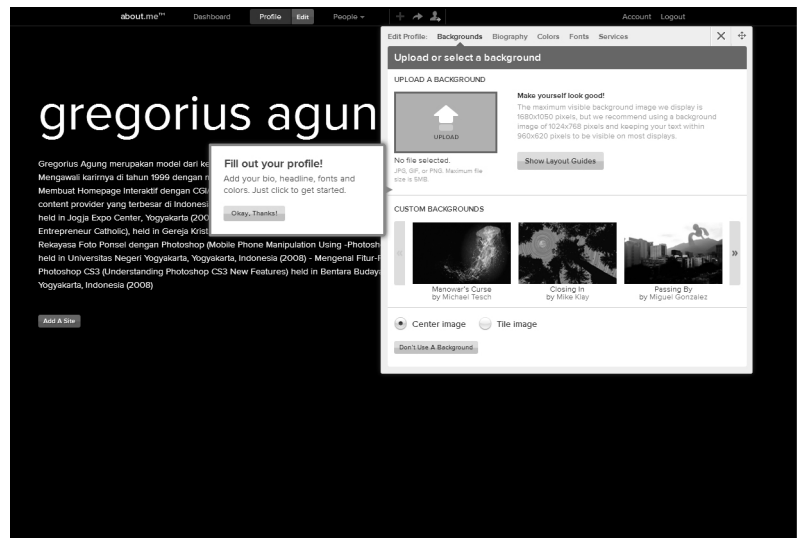 about.me™ Dashboard Profile Edit People Account Logout
gregorius agun
Gregorius Agung merupakan model dari ke
Mengawali karirnya di tahun 1999 dengan
Membuat Homepage Interaktif dengan CGI/
content provider yang terbesar di Indonesi
held in Jogja Expo Center, Yogyakarta (200
Entrepreneur Catholic), held in Gereja Krist
Rekayasa Foto Ponsel dengan Photoshop (Mobile Phone Manipulation Using -Photosh
held in Universitas Negeri Yogyakarta, Yogyakarta, Indonesia (2008) - Mengenal Fitur-F
Photoshop CS3 (Understanding Photoshop CS3 New Features) held in Bentara Budaya
Yogyakarta, Indonesia (2008)
Add A Site
Fill out your profile!
Add your bio, headline, fonts and
colors. Just click to get started.
Okay, Thanks!
Edit Profile: Backgrounds Biography Colors Fonts Services
Upload or select a background
UPLOAD A BACKGROUND
UPLOAD
No file selected.
JPG, GIF, or PNG. Maximum file
size is 5MB.
Make yourself look good!
The maximum visible background image we display is
1680x1050 pixels, but we recommend using a background
image of 1024x768 pixels and keeping your text within
960x620 pixels to be visible on most displays.
Show Layout Guides
CUSTOM BACKGROUNDS
«
»
Manowar's Curse
by Michael Tesch
Closing In
by Mike Klay
Passing By
by Miguel Gonzalez
Center image Tile image
Don't Use A Background